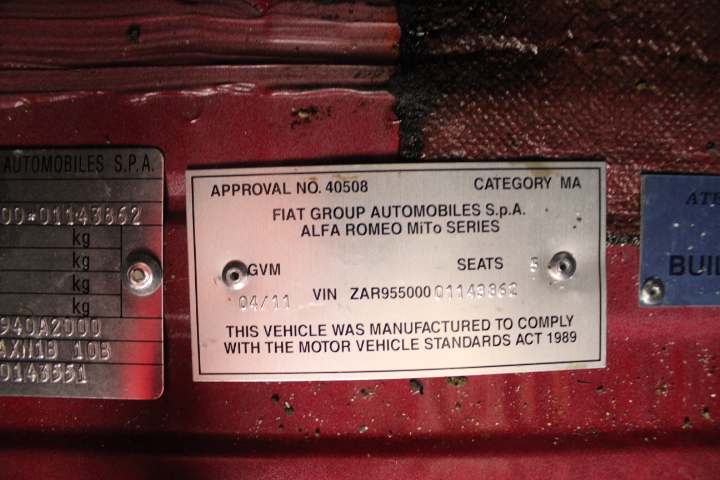 AUTOMOBILES S.P.A.
00*01143862
kg
kg
kg
kg
940A2000
AXN1B 10B
0143551
APPROVAL NO. 40508 CATEGORY MA
FIAT GROUP AUTOMOBILES S.p.A.
ALFA ROMEO MiTo SERIES
GVM SEATS 5
04/11 VIN ZAR95500001143862
THIS VEHICLE WAS MANUFACTURED TO COMPLY
WITH THE MOTOR VEHICLE STANDARDS ACT 1989
BUIL